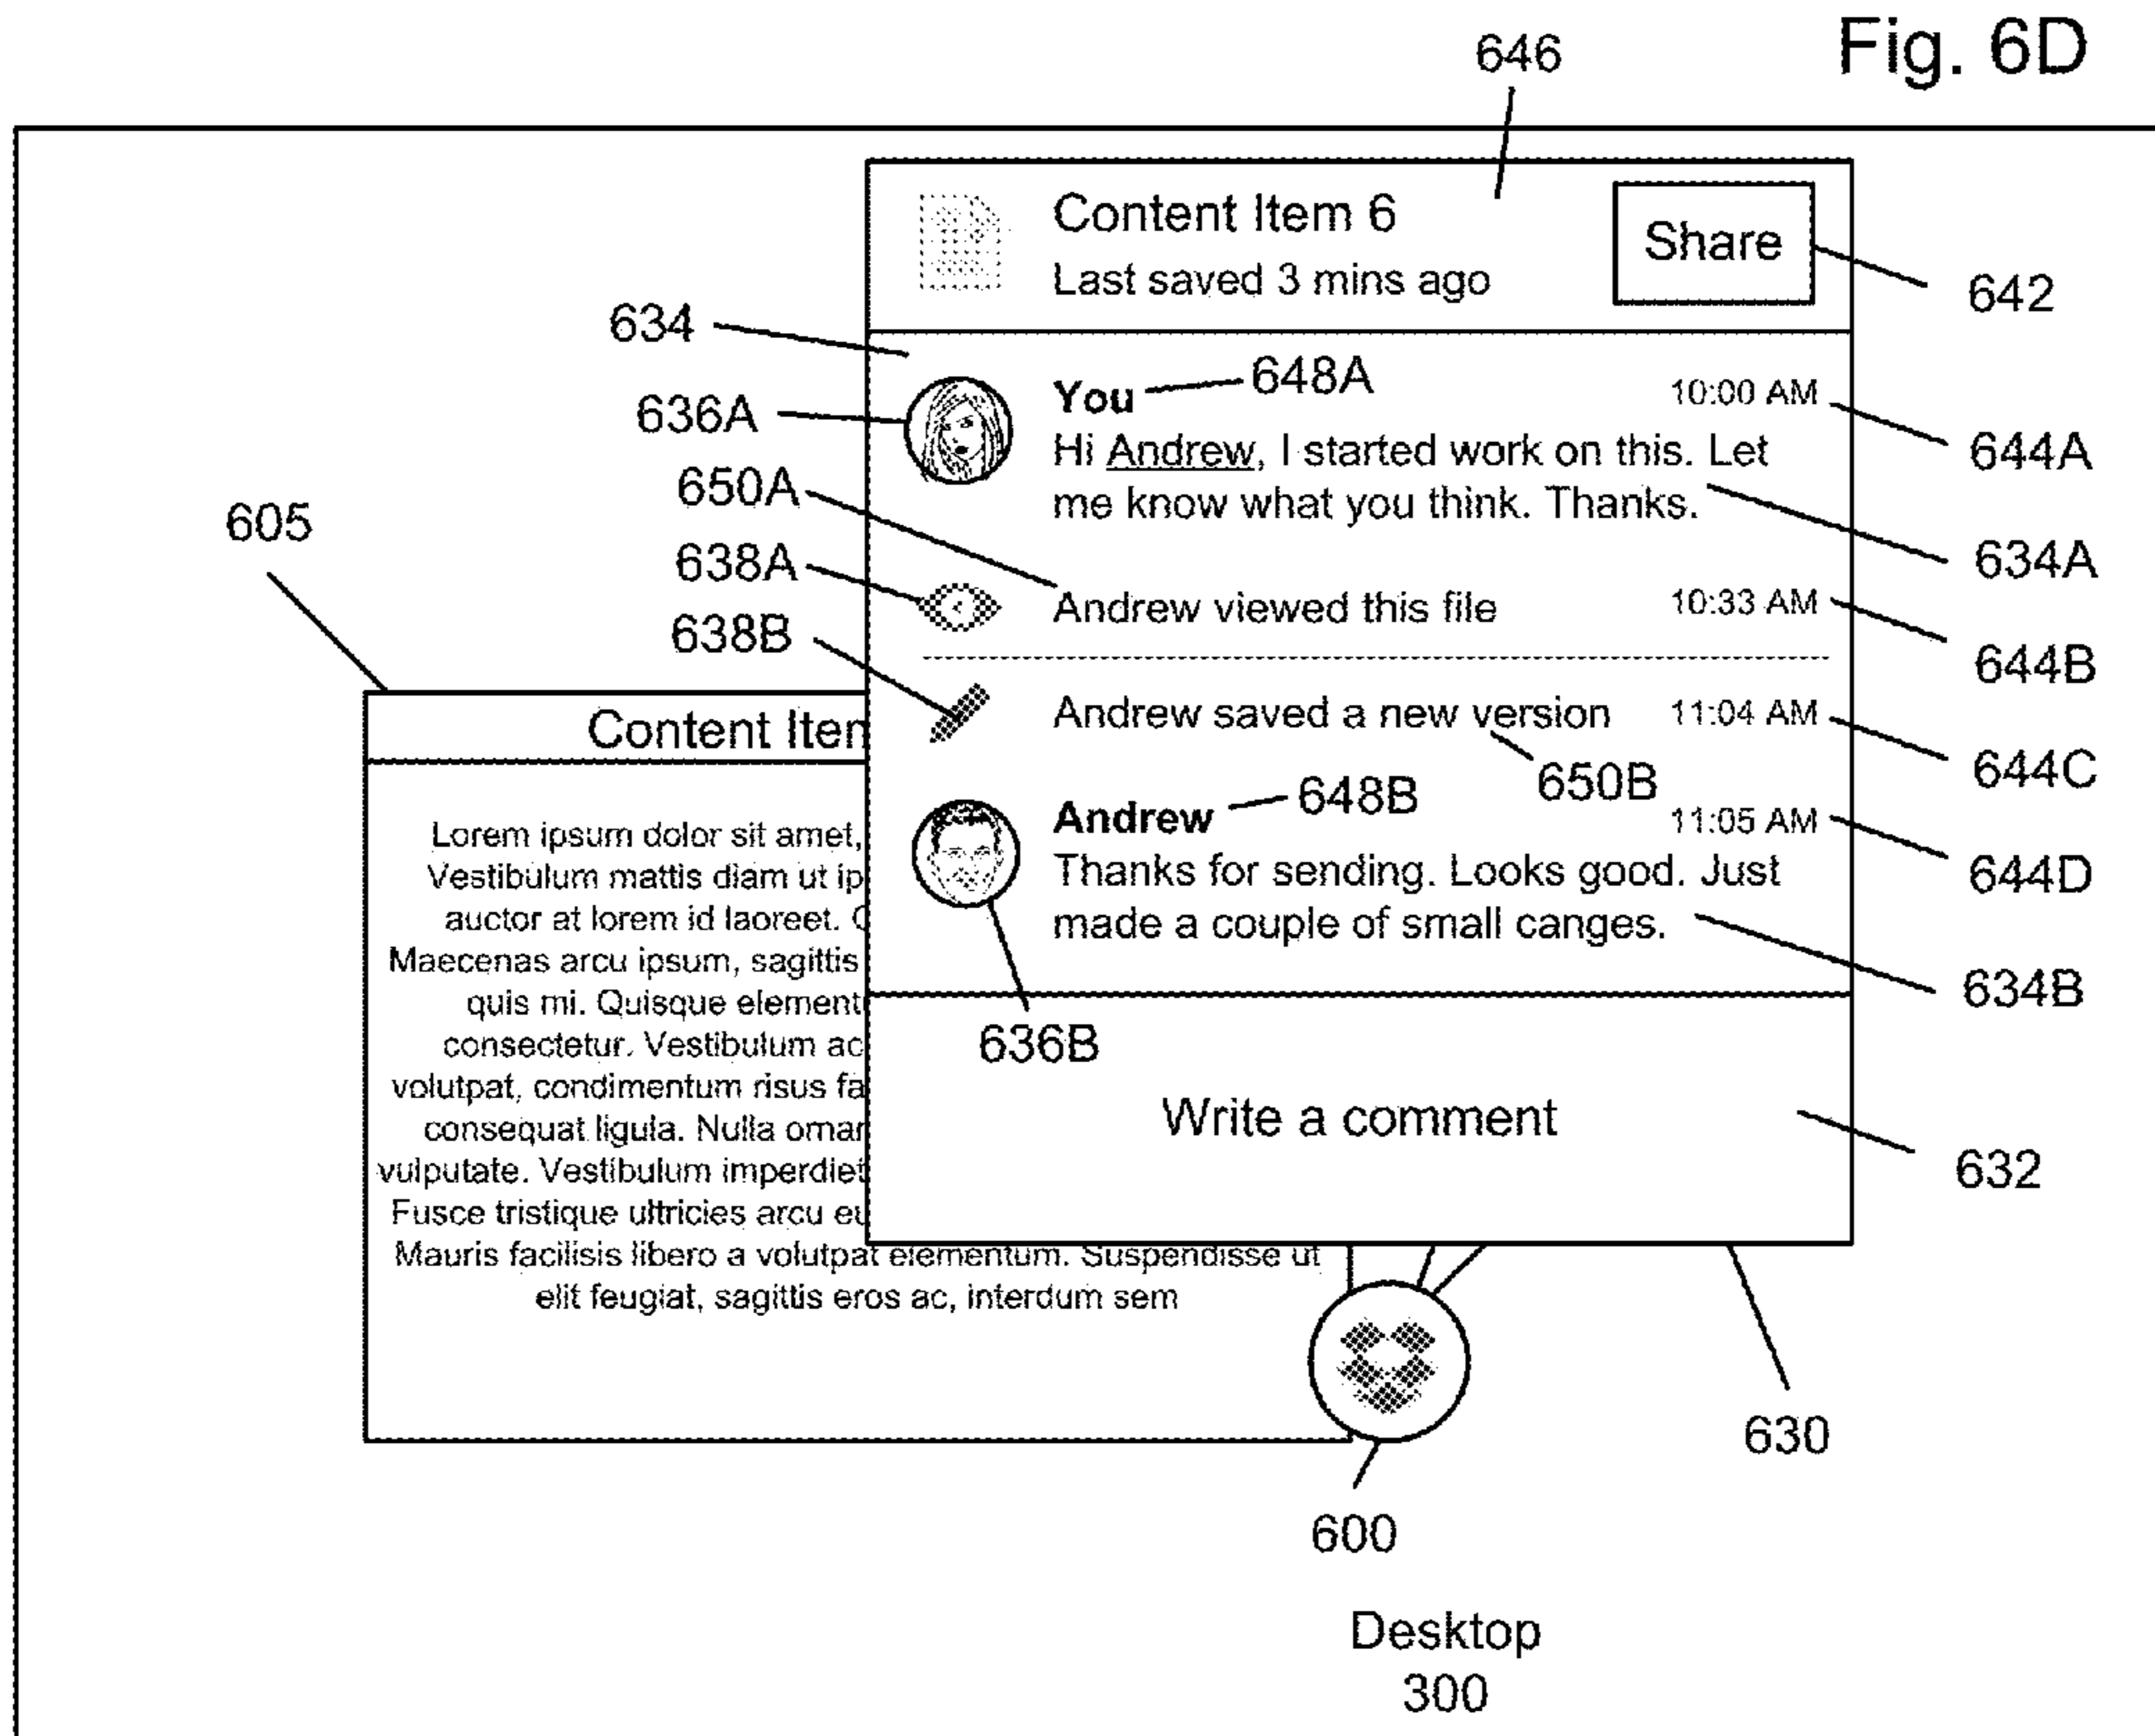 Fig. 6D
646
Content Item 6
Share
Last saved 3 mins ago
642
634
648A
You
10:00 AM
636A
Hi Andrew, I started work on this. Let
644A
650A
me know what you think. Thanks.
605
634A
638A
Andrew viewed this file
10:33 AM
638B
644B
Andrew saved a new version
11:04 AM
644C
650B
648B
Andrew
11:05 AM
Thanks for sending. Looks good. Just
644D
made a couple of small canges.
634B
636B
Write a comment
632
Content Item
Lorem ipsum dolor sit amet,
Vestibulum mattis diam ut ip
auctor at lorem id laoreet.
Maecenas arcu ipsum, sagittis
quis mi. Quisque element
consectetur. Vestibulum ac
volutpat, condimentum risus fa
consequat ligula. Nulla ornar
vulputate. Vestibulum imperdiet
Fusce tristique ultricies arcu eu
Mauris facilisis libero a volutpat elementum. Suspendisse ut
elit feugiat, sagittis eros ac, interdum sem
630
600
Desktop
300